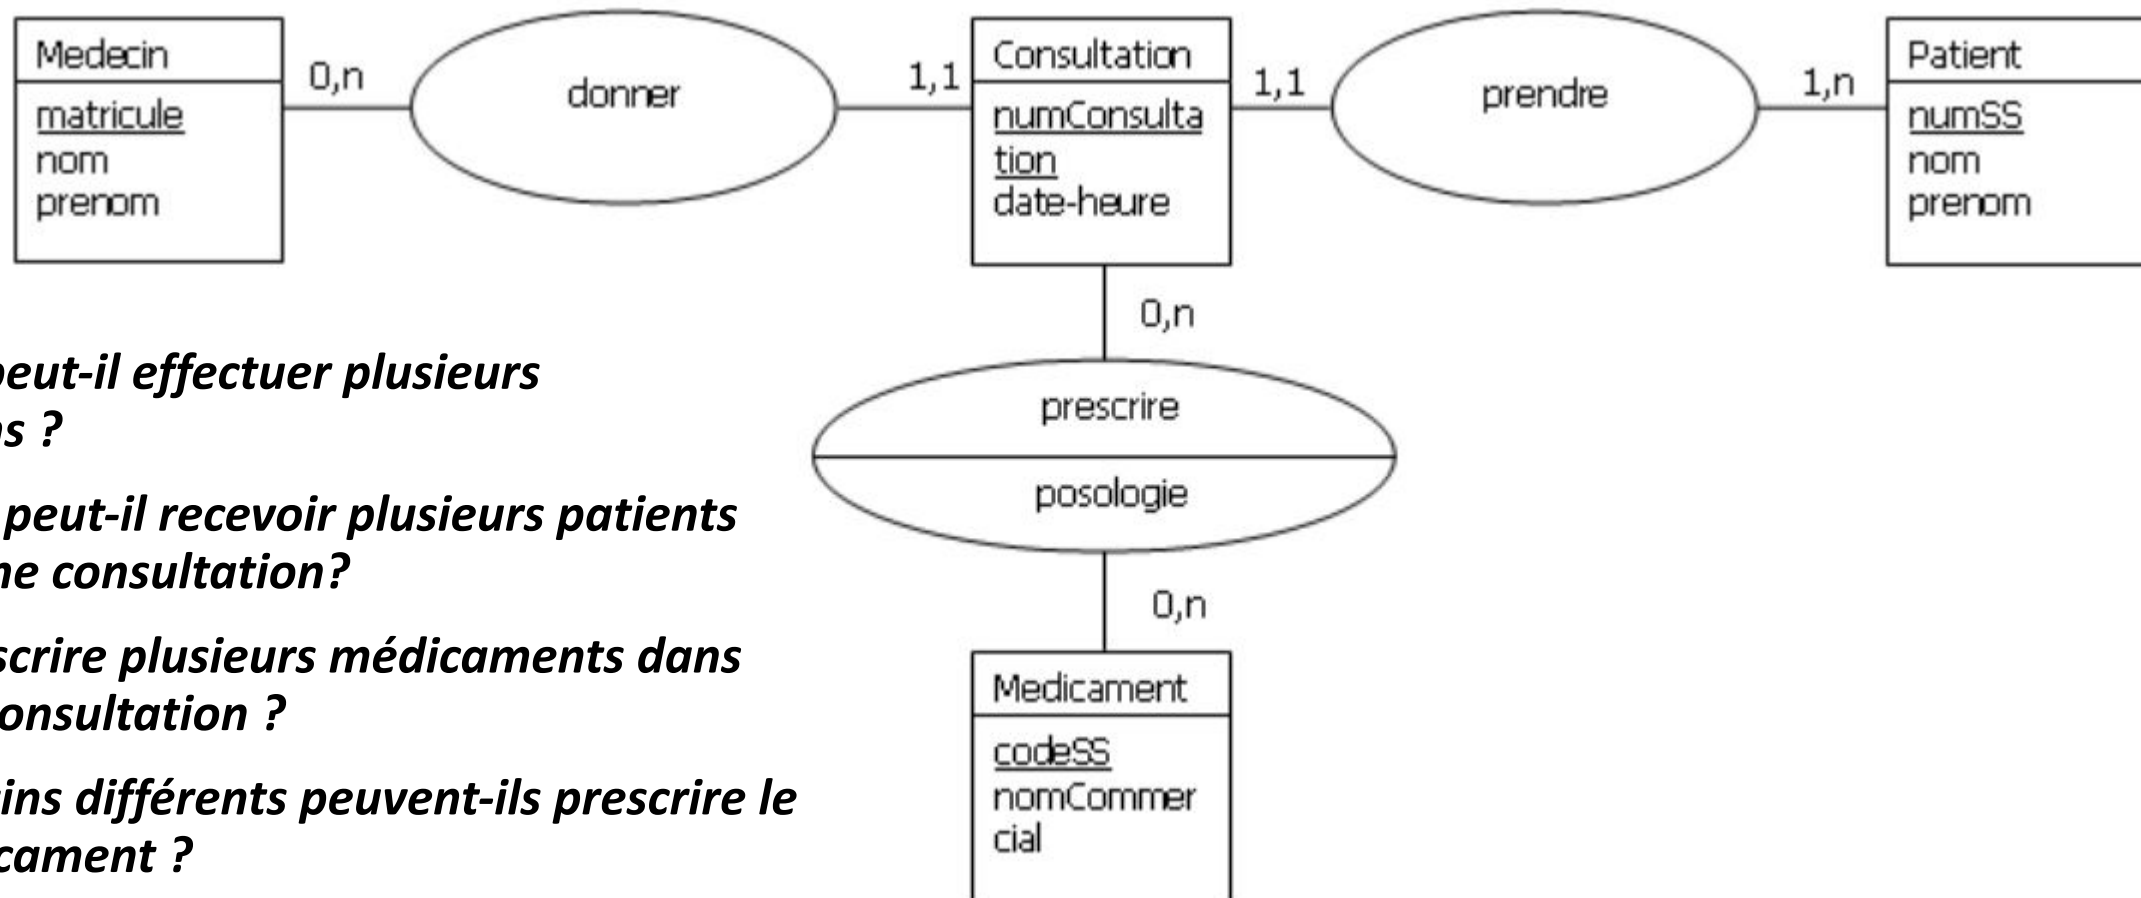 Medecin
matricule
nom
prenom
0,n
donner
1,1
Consultation
numConsulta
tion
date-heure
1,1
prendre
1,n
Patient
numSS
nom
prenom
0,n
prescrire
posologie
0,n
Medicament
codeSS
nomCommer
cial
peut-il effectuer plusieurs
ns ?
peut-il recevoir plusieurs patients
ne consultation?
scrire plusieurs médicaments dans
onsultation ?
ins différents peuvent-ils prescrire le
cament ?